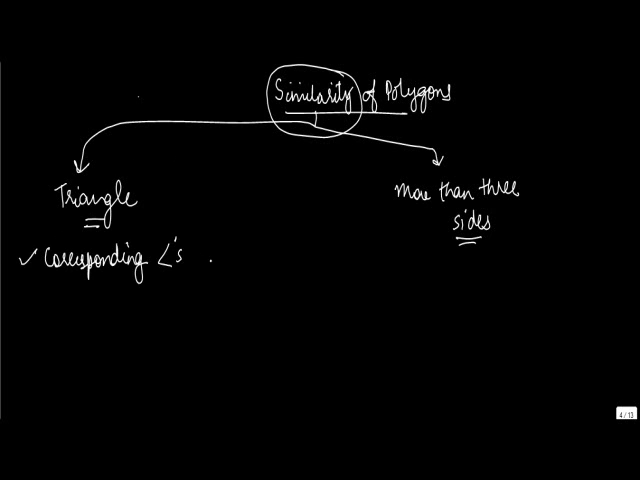 Similarity of Polygons
Triangle
More than three
sides
✓ Corresponding ∠'s
4 / 13